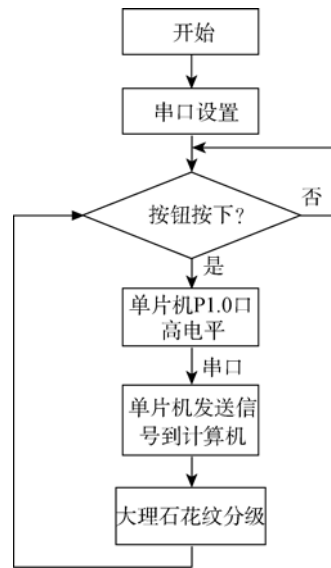 开始
串口设置
按钮按下?
否
是
单片机P1.0口
高电平
串口
单片机发送信
号到计算机
大理石花纹分级